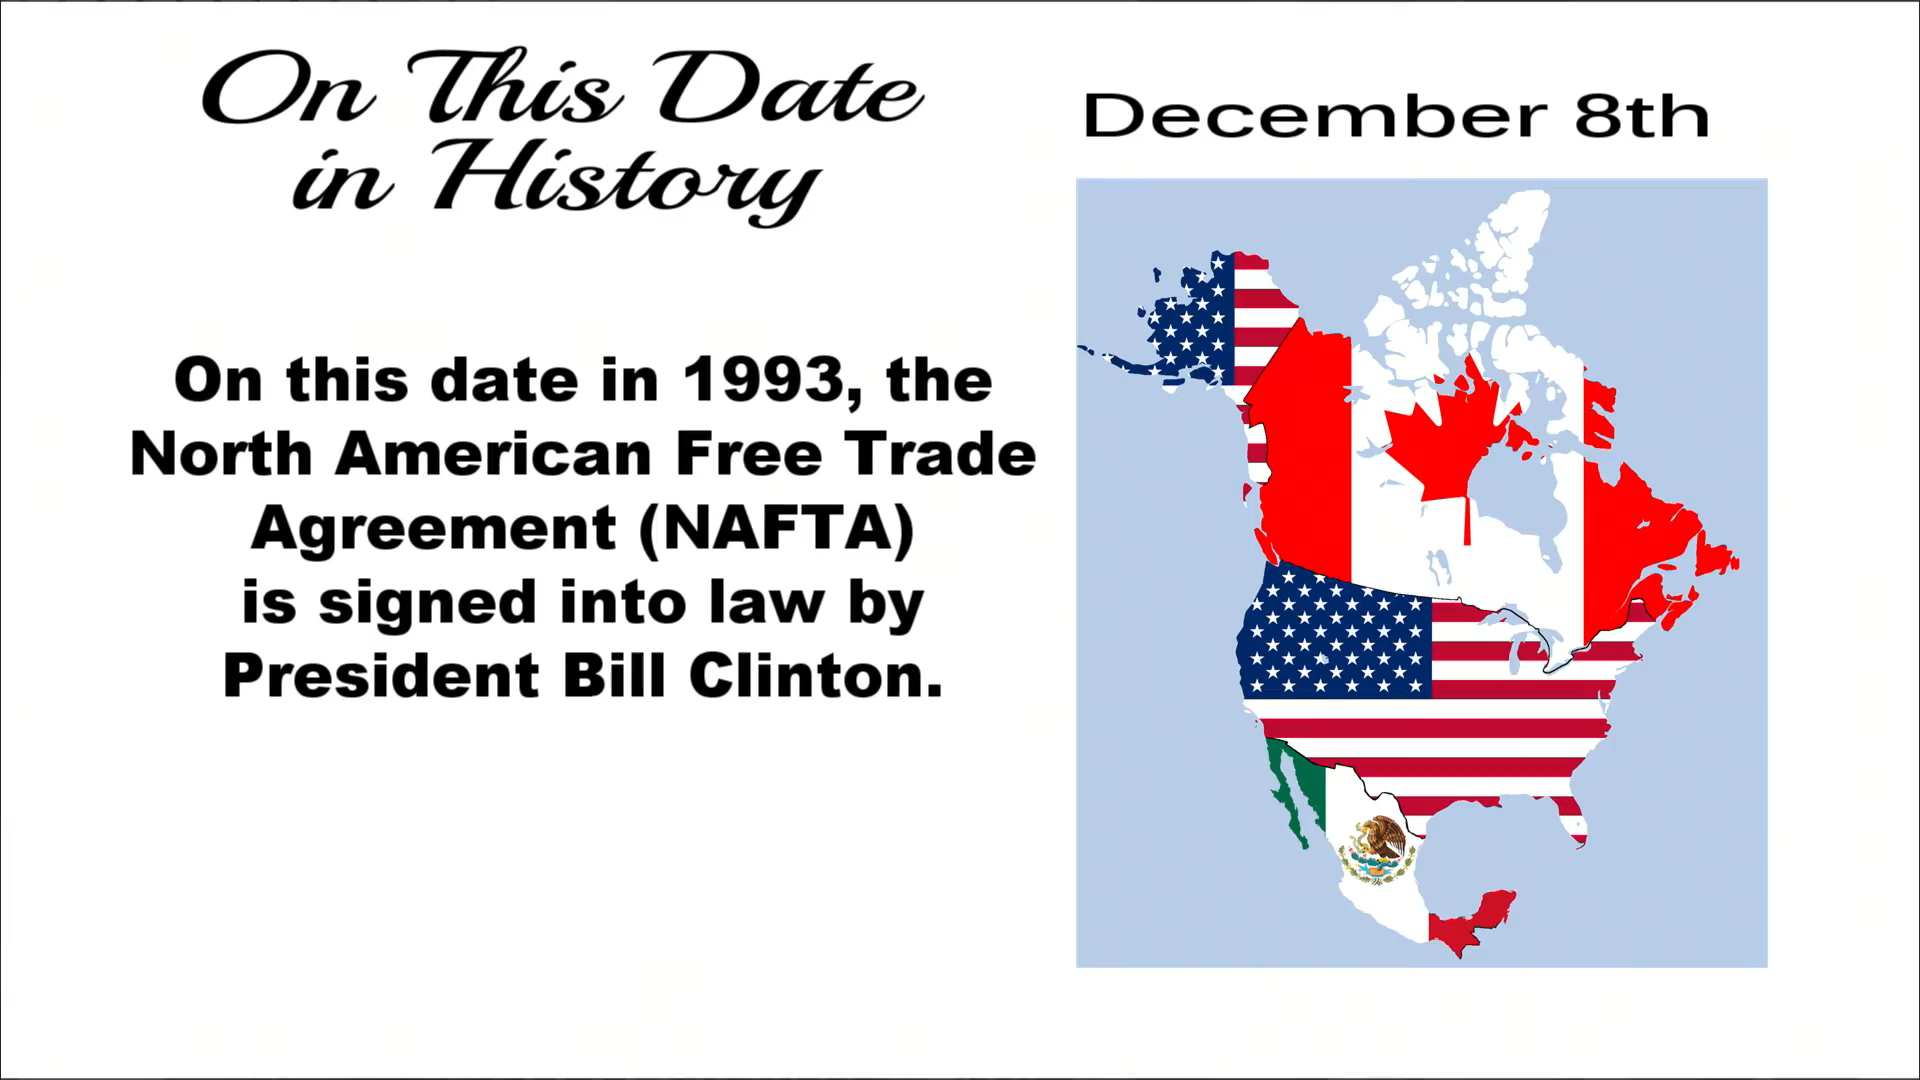 On This Date
in History
December 8th
On this date in 1993, the
North American Free Trade
Agreement (NAFTA)
is signed into law by
President Bill Clinton.